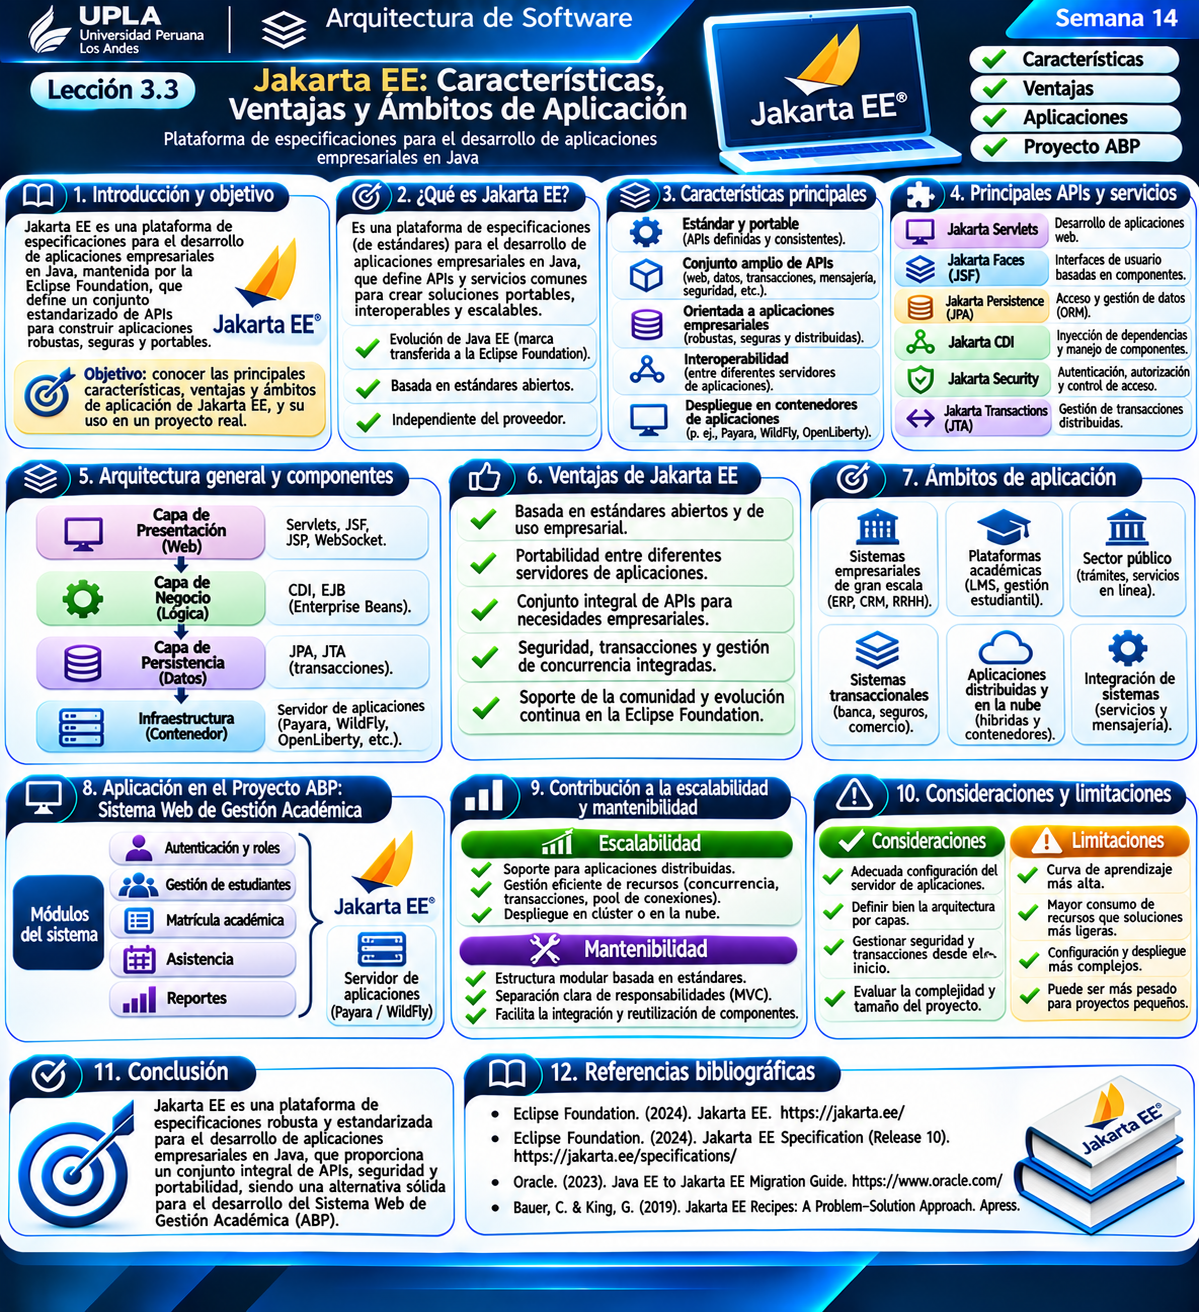 UPLA
Universidad Peruana
Los Andes
Arquitectura de Software
Semana 14
Lección 3.3
Jakarta EE: Características,
Ventajas y Ámbitos de Aplicación
Plataforma de especificaciones para el desarrollo de aplicaciones
empresariales en Java
Jakarta EE®
Características
Ventajas
Aplicaciones
Proyecto ABP
1. Introducción y objetivo
Jakarta EE es una plataforma de
especificaciones para el desarrollo
de aplicaciones empresariales
en Java, mantenida por la
Eclipse Foundation, que
define un conjunto
estandarizado de APIs
para construir aplicaciones
robustas, seguras y portables.
Jakarta EE®
Objetivo: conocer las principales
características, ventajas y ámbitos
de aplicación de Jakarta EE, y su
uso en un proyecto real.
2. ¿Qué es Jakarta EE?
Es una plataforma de especificaciones
(de estándares) para el desarrollo de
aplicaciones empresariales en Java,
que define APIs y servicios comunes
para crear soluciones portables,
interoperables y escalables.
Evolución de Java EE (marca
transferida a la Eclipse Foundation).
Basada en estándares abiertos.
Independiente del proveedor.
3. Características principales
Estándar y portable
(APIs definidas y consistentes).
Conjunto amplio de APIs
(web, datos, transacciones, mensajería,
seguridad, etc.).
Orientada a aplicaciones
empresariales
(robustas, seguras y distribuidas).
Interoperabilidad
(entre diferentes servidores
de aplicaciones).
Despliegue en contenedores
de aplicaciones
(p. ej., Payara, WildFly, OpenLiberty).
4. Principales APIs y servicios
Jakarta Servlets
Desarrollo de aplicaciones
web.
Jakarta Faces
(JSF)
Interfaces de usuario
basadas en componentes.
Jakarta Persistence
(JPA)
Acceso y gestión de datos
(ORM).
Jakarta CDI
Inyección de dependencias
y manejo de componentes.
Jakarta Security
Autenticación, autorización
y control de acceso.
Jakarta Transactions
(JTA)
Gestión de transacciones
distribuidas.
5. Arquitectura general y componentes
Capa de
Presentación
(Web)
Servlets, JSF,
JSP, WebSocket.
Capa de
Negocio
(Lógica)
CDI, EJB
(Enterprise Beans).
Capa de
Persistencia
(Datos)
JPA, JTA
(transacciones).
Infraestructura
(Contenedor)
Servidor de aplicaciones
(Payara, WildFly,
OpenLiberty, etc.).
6. Ventajas de Jakarta EE
Basada en estándares abiertos y de
uso empresarial.
Portabilidad entre diferentes
servidores de aplicaciones.
Conjunto integral de APIs para
necesidades empresariales.
Seguridad, transacciones y gestión
de concurrencia integradas.
Soporte de la comunidad y evolución
continua en la Eclipse Foundation.
7. Ámbitos de aplicación
Sistemas
empresariales
de gran escala
(ERP, CRM, RRHH).
Plataformas
académicas
(LMS, gestión
estudiantil).
Sector público
(trámites, servicios
en línea).
Sistemas
transaccionales
(banca, seguros,
comercio).
Aplicaciones
distribuidas y
en la nube
(híbridas y
contenedores).
Integración de
sistemas
(servicios y
mensajería).
8. Aplicación en el Proyecto ABP:
Sistema Web de Gestión Académica
Módulos
del sistema
Autenticación y roles
Gestión de estudiantes
Matrícula académica
Asistencia
Reportes
Jakarta EE®
Servidor de
aplicaciones
(Payara / WildFly)
9. Contribución a la escalabilidad
y mantenibilidad
Escalabilidad
Soporte para aplicaciones distribuidas.
Gestión eficiente de recursos (concurrencia,
transacciones, pool de conexiones).
Despliegue en clúster o en la nube.
Mantenibilidad
Estructura modular basada en estándares.
Separación clara de responsabilidades (MVC).
Facilita la integración y reutilización de componentes.
10. Consideraciones y limitaciones
Consideraciones
Adecuada configuración del
servidor de aplicaciones.
Definir bien la arquitectura
por capas.
Gestionar seguridad y
transacciones desde
inicio.
Evaluar la complejidad y
tamaño del proyecto.
Limitaciones
Curva de aprendizaje
más alta.
Mayor consumo de
recursos que soluciones
más ligeras.
Configuración y despliegue
más complejos.
Puede ser más pesado
para proyectos pequeños.
11. Conclusión
Jakarta EE es una plataforma de
especificaciones robusta y estandarizada
para el desarrollo de aplicaciones
empresariales en Java, que proporciona
un conjunto integral de APIs, seguridad y
portabilidad, siendo una alternativa sólida
para el desarrollo del Sistema Web de
Gestión Académica (ABP).
12. Referencias bibliográficas
• Eclipse Foundation. (2024). Jakarta EE. https://jakarta.ee/
• Eclipse Foundation. (2024). Jakarta EE Specification (Release 10).
https://jakarta.ee/specifications/
• Oracle. (2023). Java EE to Jakarta EE Migration Guide. https://www.oracle.com/
• Bauer, C. & King, G. (2019). Jakarta EE Recipes: A Problem–Solution Approach. Apress.
Jakarta EE®